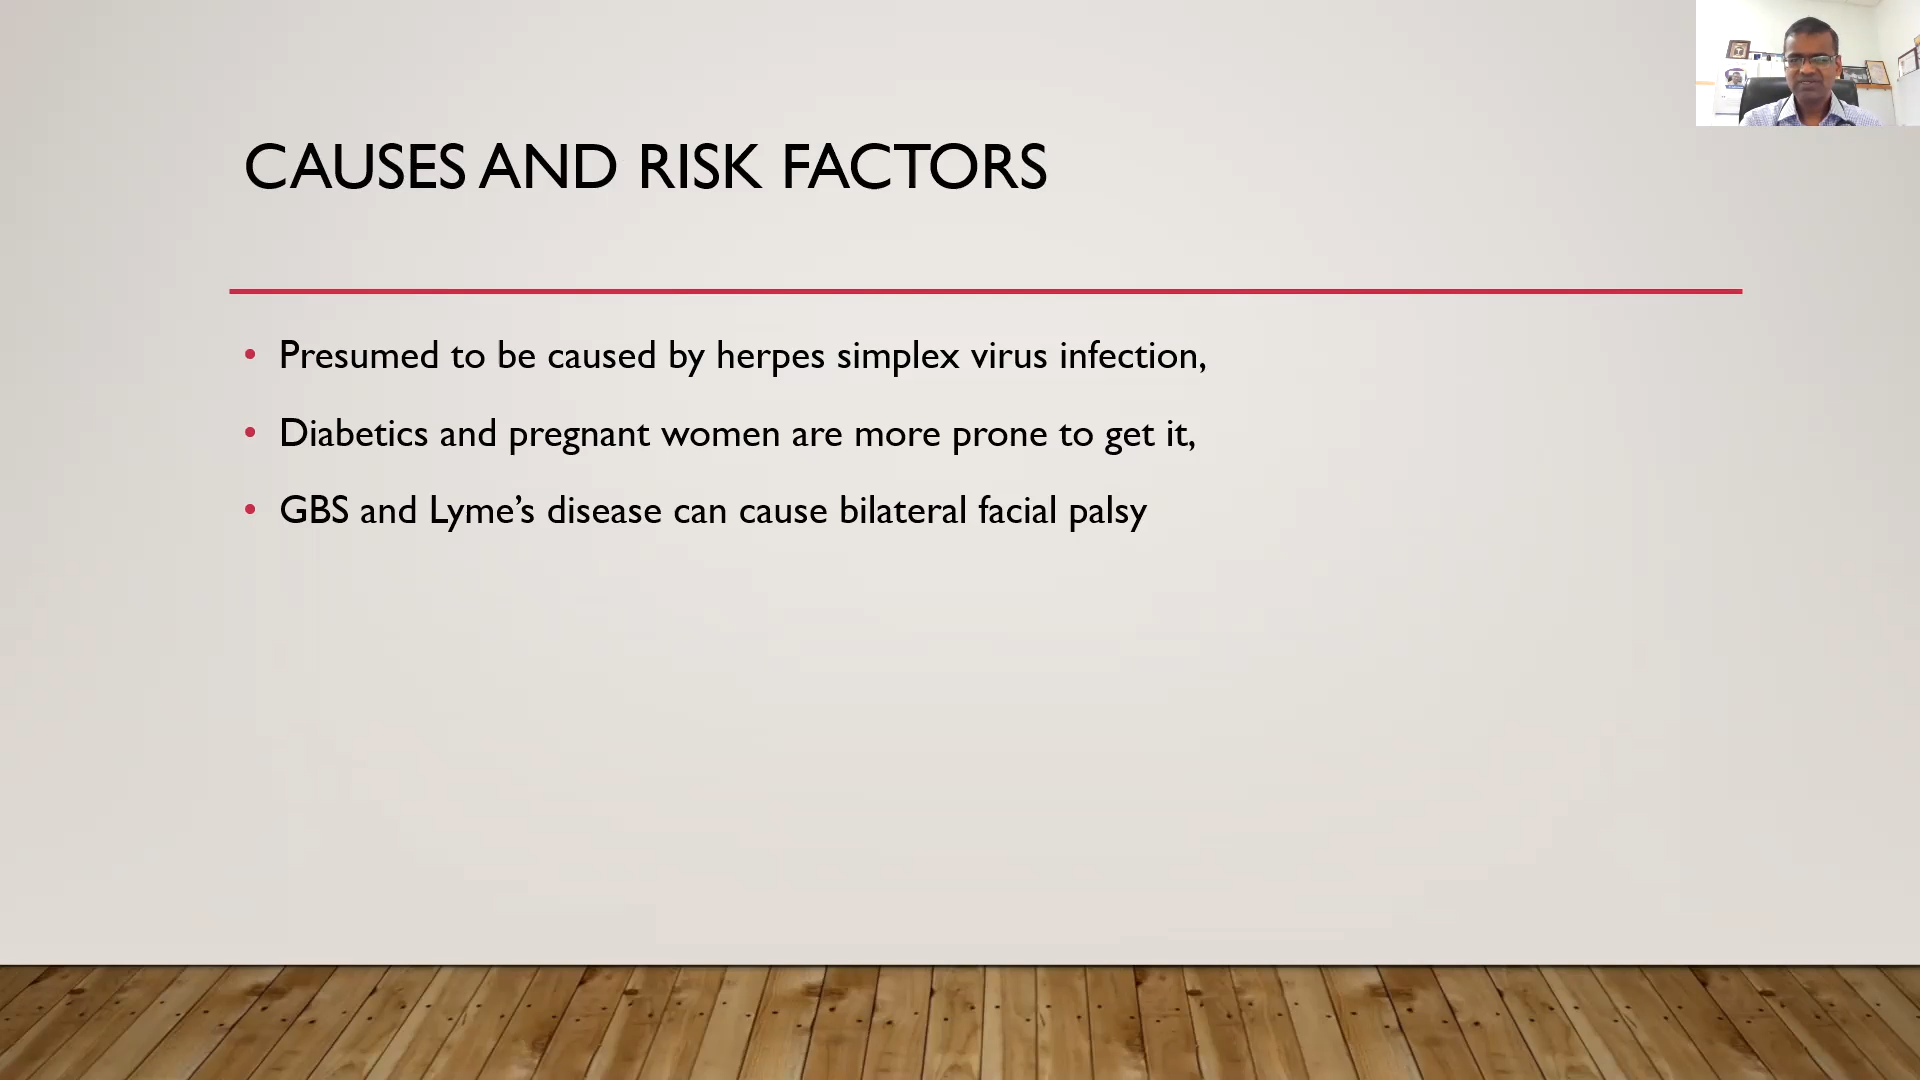 CAUSES AND RISK FACTORS
• Presumed to be caused by herpes simplex virus infection,
• Diabetics and pregnant women are more prone to get it,
• GBS and Lyme’s disease can cause bilateral facial palsy